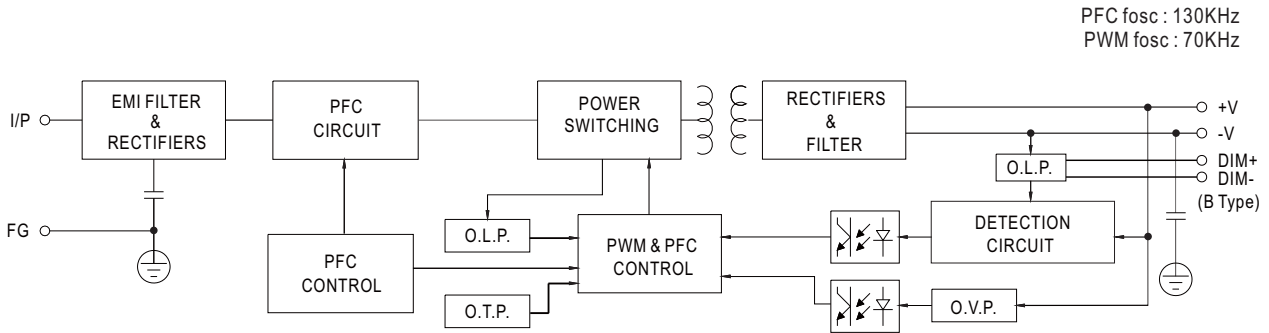 PFC fosc : 130KHz
PWM fosc : 70KHz
I/P
EMI FILTER
&
RECTIFIERS
PFC
CIRCUIT
POWER
SWITCHING
RECTIFIERS
&
FILTER
+V
-V
DIM+
DIM-
(B Type)
O.L.P.
FG
O.L.P.
PFC
CONTROL
PWM & PFC
CONTROL
DETECTION
CIRCUIT
O.T.P.
O.V.P.